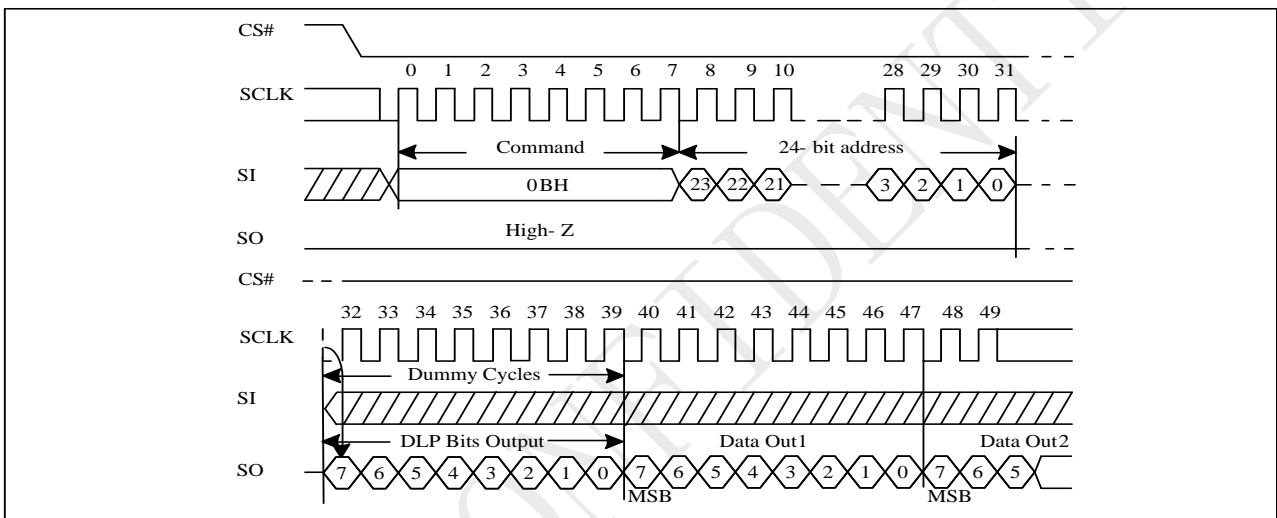 CS#
0 1 2 3 4 5 6 7 8 9 10 28 29 30 31
SCLK
Command 24- bit address
SI
0BH 23 22 21 3 2 1 0
High- Z
SO
CS#
32 33 34 35 36 37 38 39 40 41 42 43 44 45 46 47 48 49
SCLK
Dummy Cycles
SI
DLP Bits Output Data Out1 Data Out2
SO 7 6 5 4 3 2 1 0 7 6 5 4 3 2 1 0 7 6 5
MSB MSB